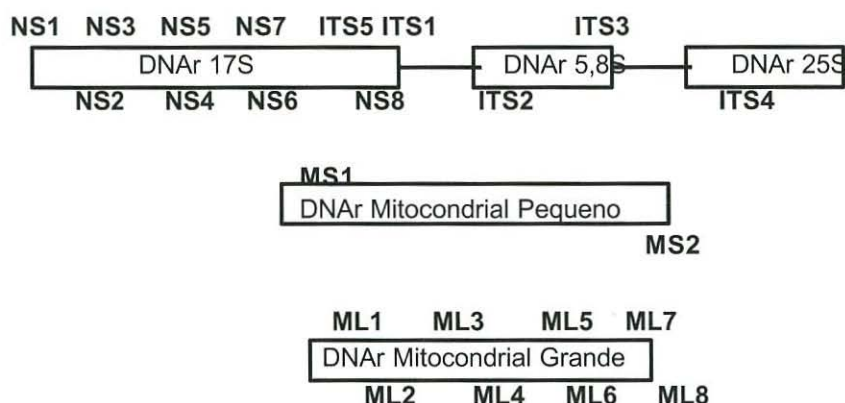 NS1 NS3 NS5 NS7 ITS5 ITS1 ITS3
DNAr 17S DNAr 5,8S DNAr 25S
NS2 NS4 NS6 NS8 ITS2 ITS4
MS1
DNAr Mitocondrial Pequeno
MS2
ML1 ML3 ML5 ML7
DNAr Mitocondrial Grande
ML2 ML4 ML6 ML8